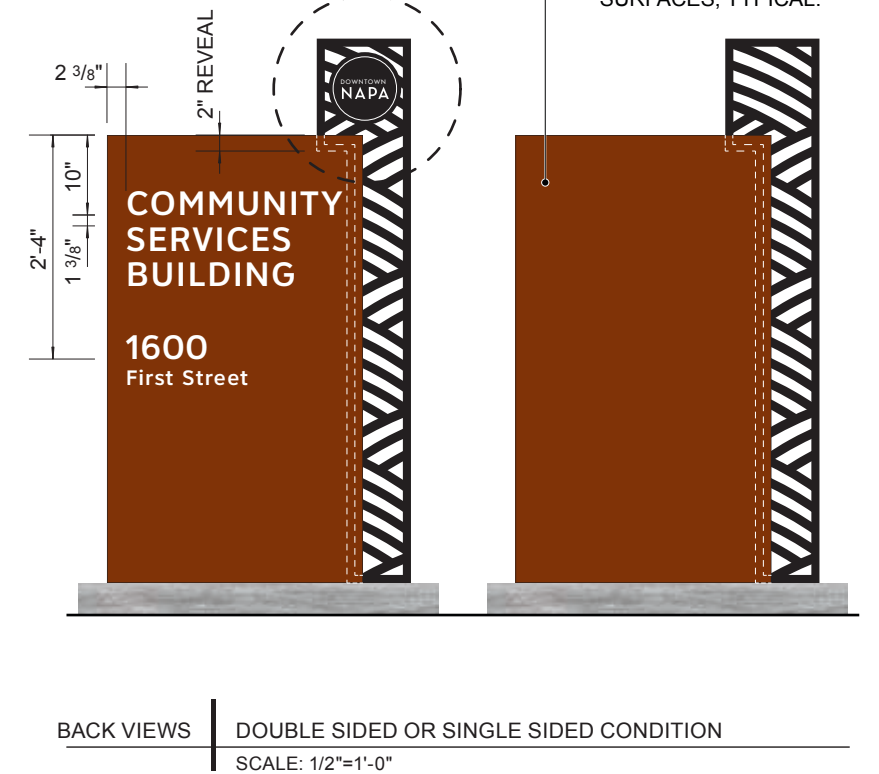 SURFACES, TYPICAL.
2 3/8"
2" REVEAL
DOWNTOWN
NAPA
10"
2'-4"
1 3/8"
COMMUNITY
SERVICES
BUILDING
1600
First Street
BACK VIEWS
DOUBLE SIDED OR SINGLE SIDED CONDITION
SCALE: 1/2"=1'-0"